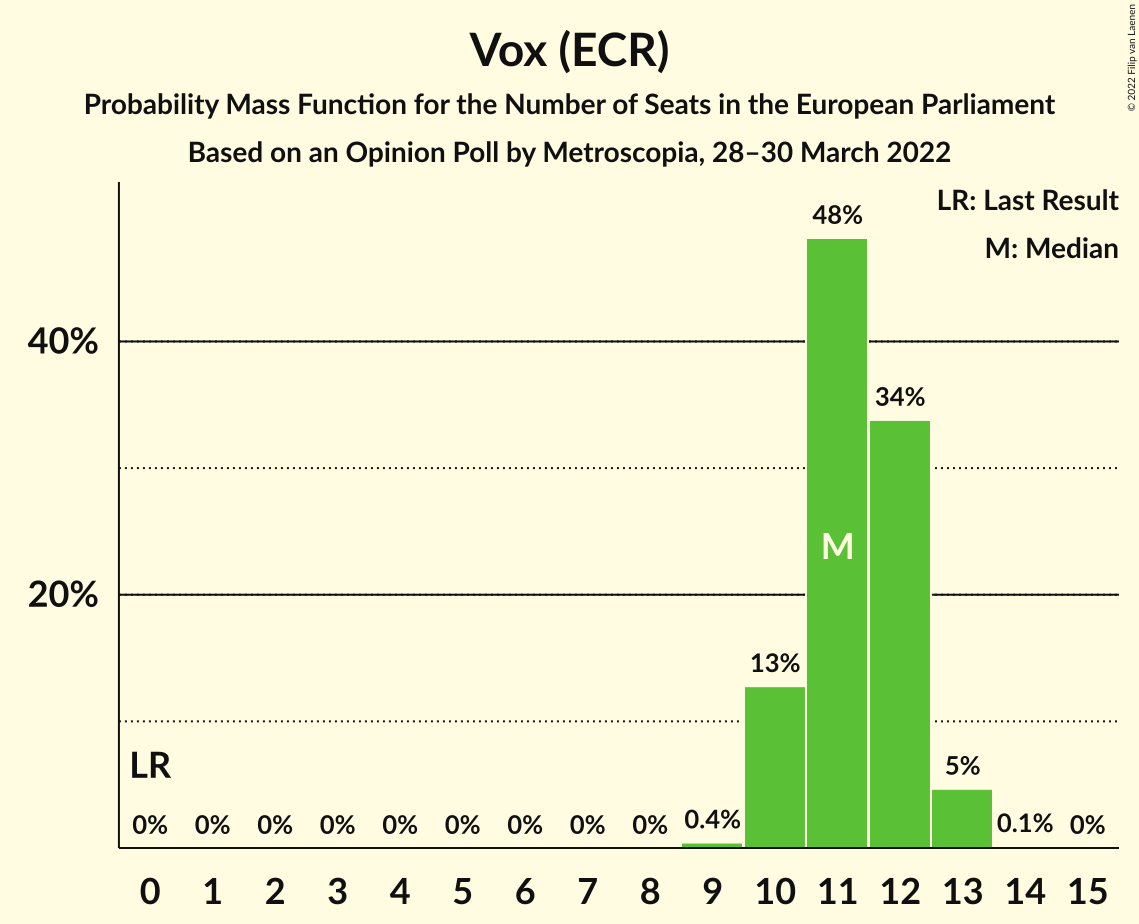 Vox (ECR)
Probability Mass Function for the Number of Seats in the European Parliament
Based on an Opinion Poll by Metroscopia, 28–30 March 2022
© 2022 Filip van Laenen
LR: Last Result
M: Median
48%
40%
34%
M
20%
13%
LR
5%
0% 0% 0% 0% 0% 0% 0% 0% 0% 0.4% 0.1% 0%
0 1 2 3 4 5 6 7 8 9 10 11 12 13 14 15